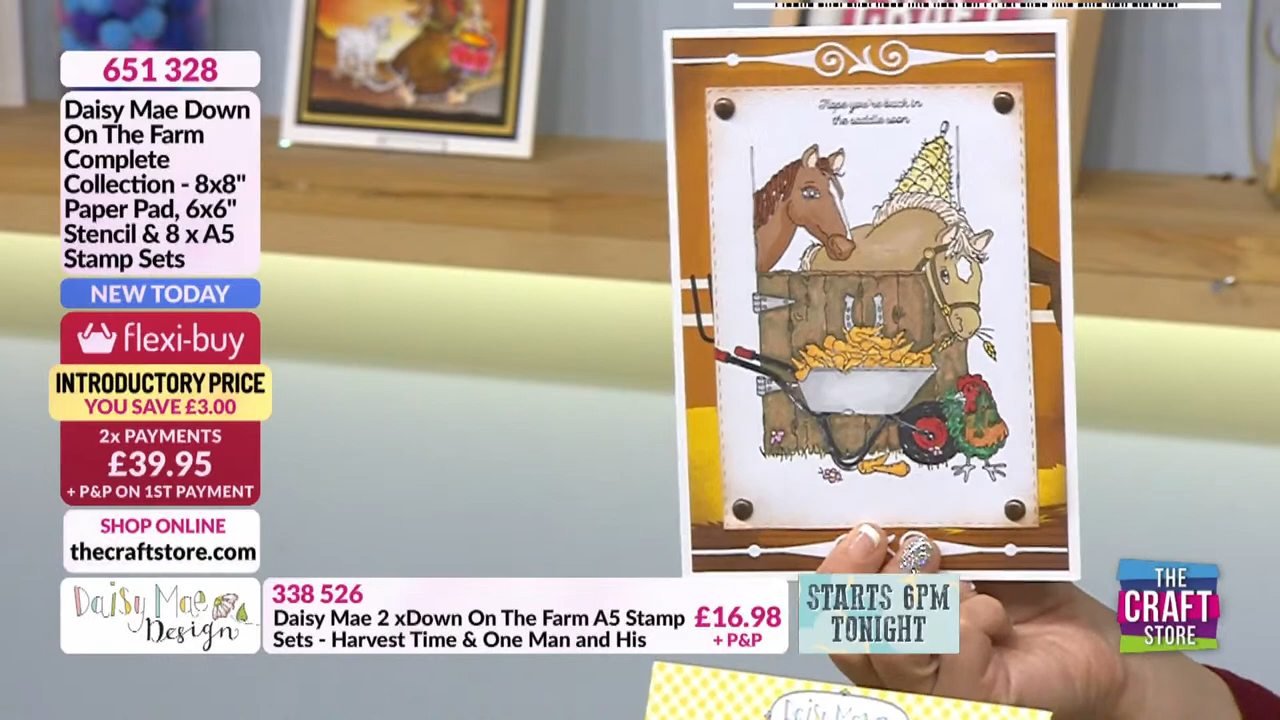 651 328
Daisy Mae Down
On The Farm
Complete
Collection - 8x8"
Paper Pad, 6x6"
Stencil & 8 x A5
Stamp Sets
NEW TODAY
flexi-buy
INTRODUCTORY PRICE
YOU SAVE £3.00
2x PAYMENTS
£39.95
+ P&P ON 1ST PAYMENT
SHOP ONLINE
thecraftstore.com
Daisy Mae
Design
338 526
Daisy Mae 2 xDown On The Farm A5 Stamp
Sets - Harvest Time & One Man and His
£16.98
+ P&P
STARTS 6PM
TONIGHT
THE
CRAFT
STORE
Hope you're back in
the saddle soon
Daisy Mae